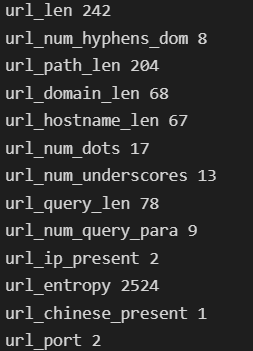 url_len 242
url_num_hyphens_dom 8
url_path_len 204
url_domain_len 68
url_hostname_len 67
url_num_dots 17
url_num_underscores 13
url_query_len 78
url_num_query_para 9
url_ip_present 2
url_entropy 2524
url_chinese_present 1
url_port 2